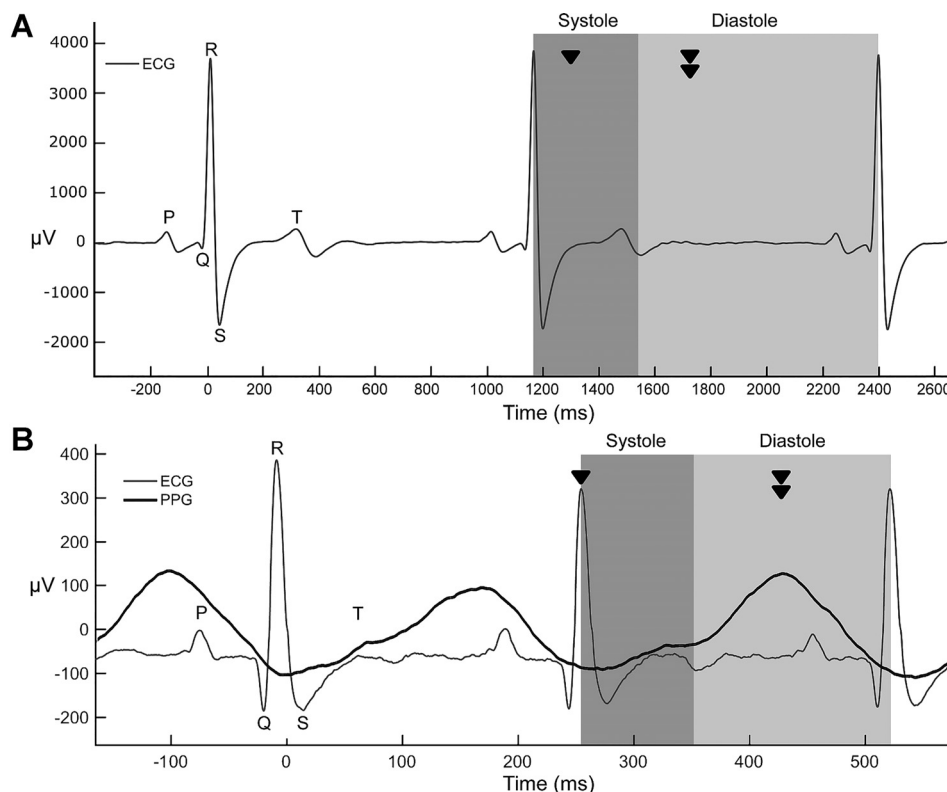 A
Systole Diastole
4000
R
ECG
3000
2000
1000
P T
µV 0
Q
-1000
S
-2000
-200 0 200 400 600 800 1000 1200 1400 1600 1800 2000 2200 2400 2600
Time (ms)
B
Systole Diastole
400 R
ECG
PPG
300
200
µV 100
P T
0
-100
-200 Q S
-100 0 100 200 300 400 500
Time (ms)